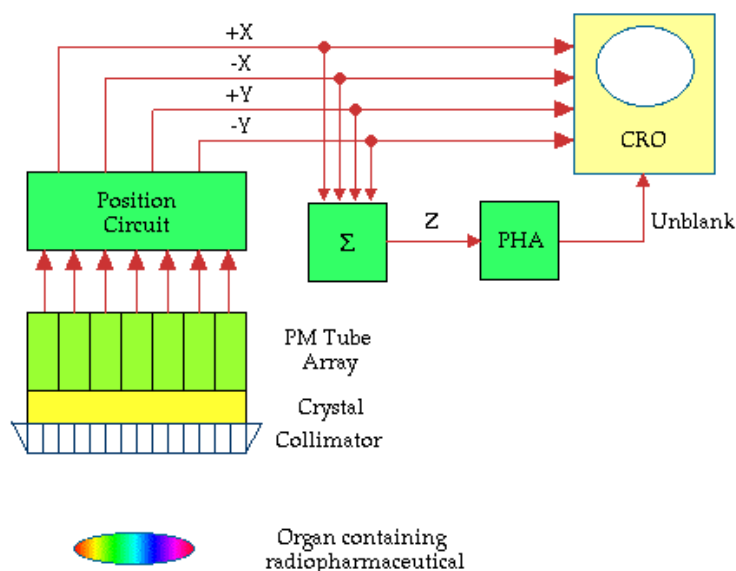 +X
-X
+Y
-Y
CRO
Position
Circuit
Σ
Z
PHA
Unblank
PM Tube
Array
Crystal
Collimator
Organ containing
radiopharmaceutical